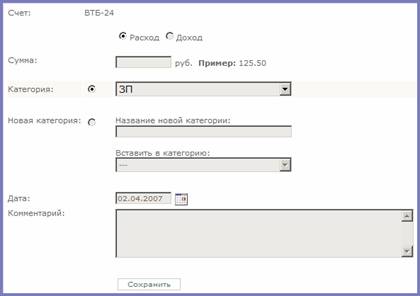 Счет: ВТБ-24
Расход Доход
Сумма: руб. Пример: 125.50
Категория: ЗП
Новая категория: Название новой категории:
Вставить в категорию:
---
Дата: 02.04.2007
Комментарий:
Сохранить